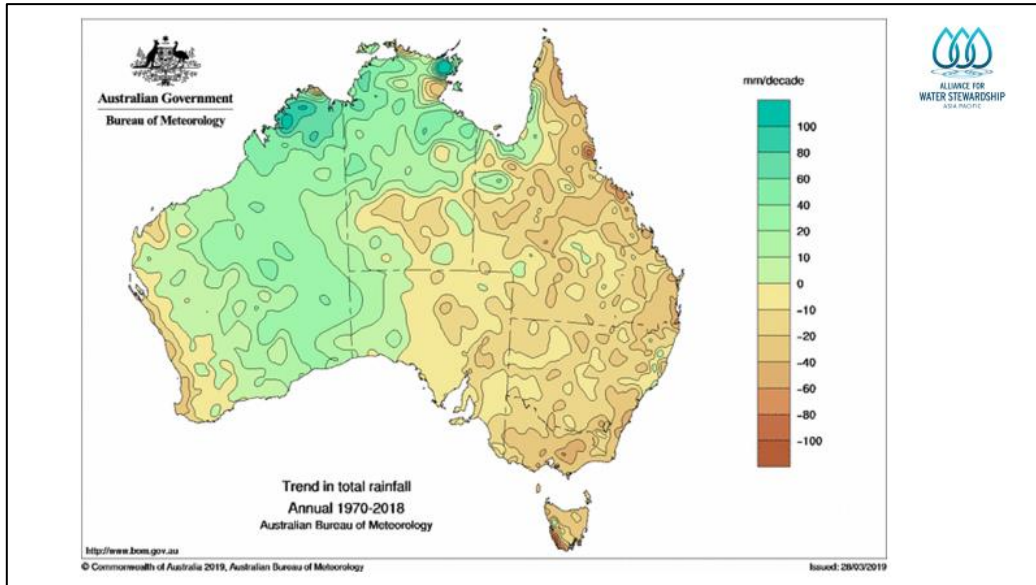 Australian Government
Bureau of Meteorology
mm/decade
100
80
60
40
20
10
0
-10
-20
-40
-60
-80
-100
ALLIANCE FOR
WATER STEWARDSHIP
ASIA PACIFIC
Trend in total rainfall
Annual 1970-2018
Australian Bureau of Meteorology
http://www.bom.gov.au
© Commonwealth of Australia 2019, Australian Bureau of Meteorology
Issued: 28/03/2019